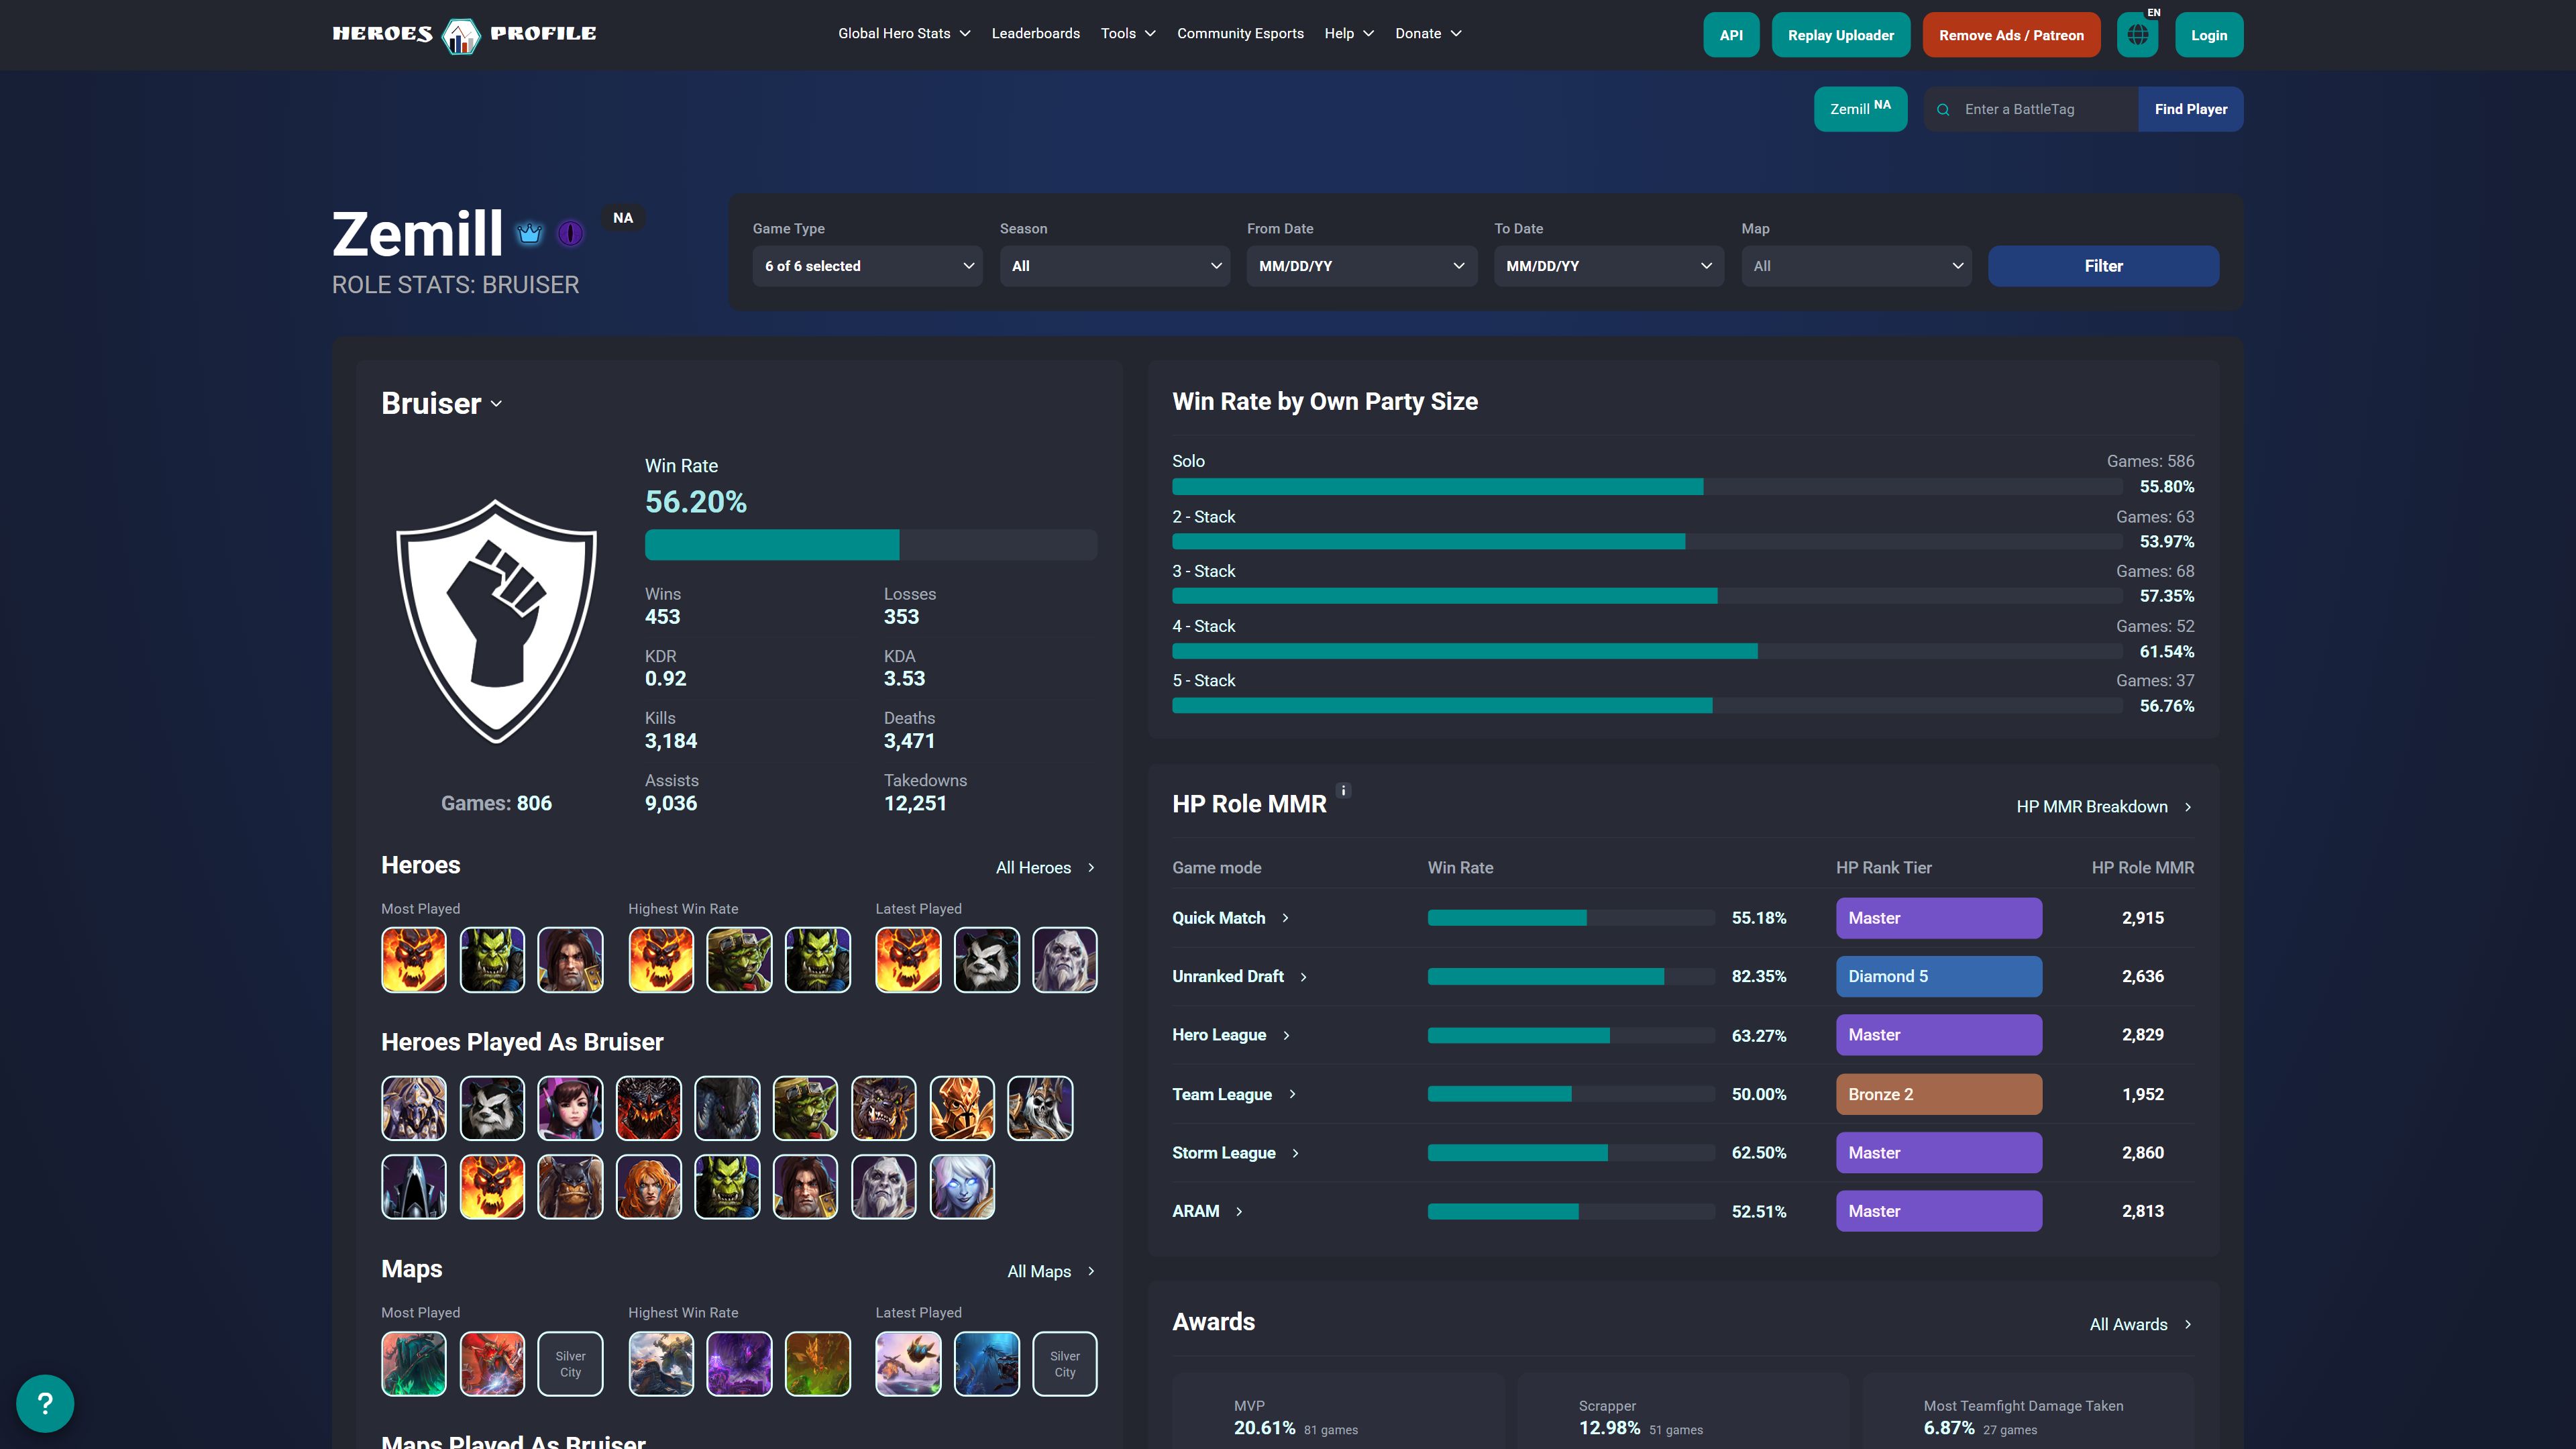 HEROES PROFILE
Global Hero Stats
Leaderboards
Tools
Community Esports
Help
Donate
API
Replay Uploader
Remove Ads / Patreon
EN
Login
Zemill NA
Enter a BattleTag
Find Player
Zemill
NA
ROLE STATS: BRUISER
Game Type
Season
From Date
To Date
Map
6 of 6 selected
All
MM/DD/YY
MM/DD/YY
All
Filter
Bruiser
Win Rate
56.20%
Wins
453
Losses
353
KDR
0.92
KDA
3.53
Kills
3,184
Deaths
3,471
Assists
9,036
Takedowns
12,251
Games: 806
Heroes
All Heroes
Most Played
Highest Win Rate
Latest Played
Heroes Played As Bruiser
Maps
All Maps
Most Played
Highest Win Rate
Latest Played
Silver
City
Silver
City
Maps Played As Bruiser
Win Rate by Own Party Size
Solo
Games: 586
55.80%
2 - Stack
Games: 63
53.97%
3 - Stack
Games: 68
57.35%
4 - Stack
Games: 52
61.54%
5 - Stack
Games: 37
56.76%
HP Role MMR
i
HP MMR Breakdown
Game mode Win Rate HP Rank Tier HP Role MMR
Quick Match 55.18% Master 2,915
Unranked Draft 82.35% Diamond 5 2,636
Hero League 63.27% Master 2,829
Team League 50.00% Bronze 2 1,952
Storm League 62.50% Master 2,860
ARAM 52.51% Master 2,813
Awards
All Awards
MVP
20.61% 81 games
Scrapper
12.98% 51 games
Most Teamfight Damage Taken
6.87% 27 games
?